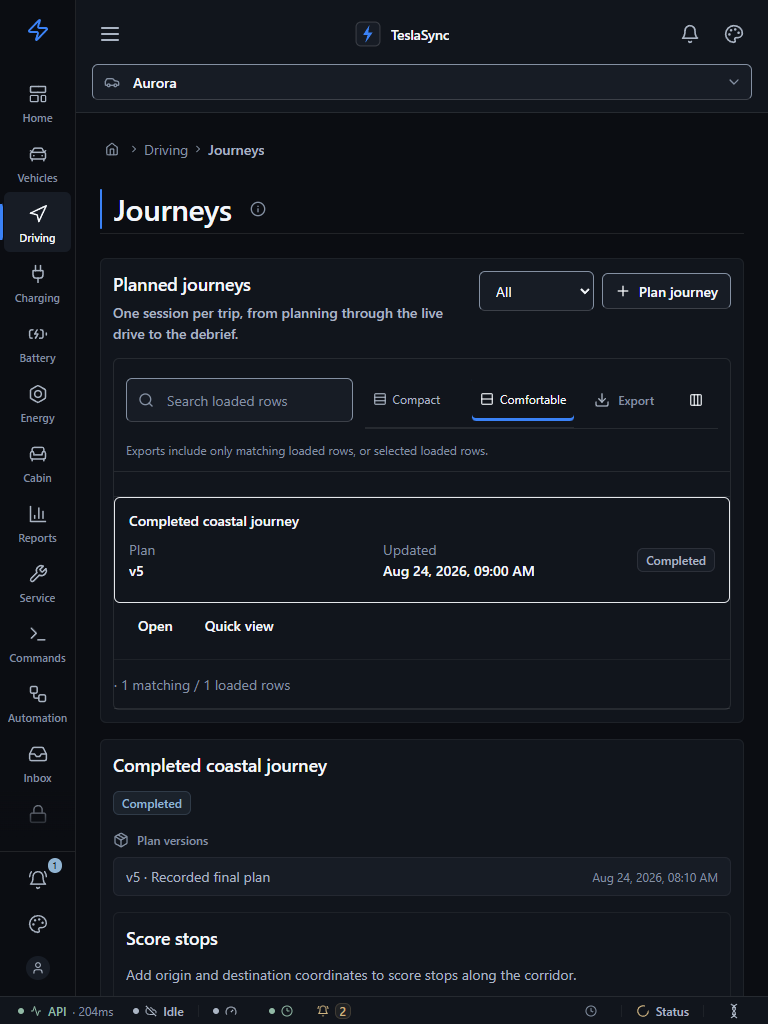 TeslaSync
Aurora
Home
Vehicles
Driving
Charging
Battery
Energy
Cabin
Reports
Service
Commands
Automation
Inbox
1
Driving
Journeys
Journeys
Planned journeys
One session per trip, from planning through the live
drive to the debrief.
All
Plan journey
Search loaded rows
Compact
Comfortable
Export
Exports include only matching loaded rows, or selected loaded rows.
Completed coastal journey
Plan
v5
Updated
Aug 24, 2026, 09:00 AM
Completed
Open
Quick view
· 1 matching / 1 loaded rows
Completed coastal journey
Completed
Plan versions
v5 · Recorded final plan
Aug 24, 2026, 08:10 AM
Score stops
Add origin and destination coordinates to score stops along the corridor.
API · 204ms
Idle
2
Status